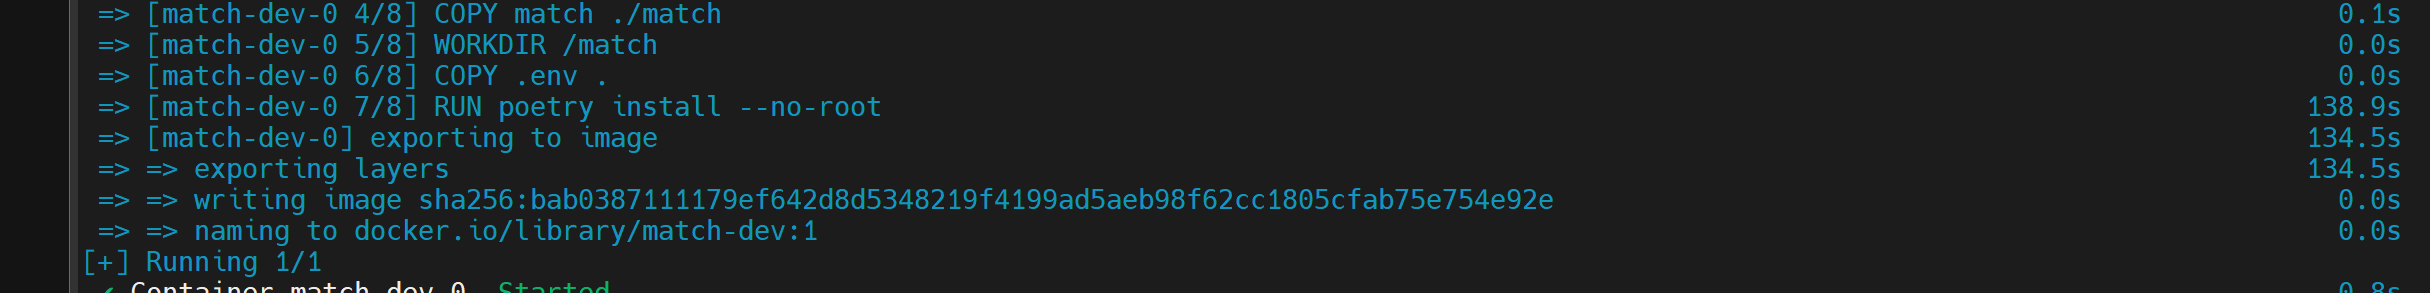 => [match-dev-0 4/8] COPY match ./match 0.1s
=> [match-dev-0 5/8] WORKDIR /match 0.0s
=> [match-dev-0 6/8] COPY .env . 0.0s
=> [match-dev-0 7/8] RUN poetry install --no-root 138.9s
=> [match-dev-0] exporting to image 134.5s
=> => exporting layers 134.5s
=> => writing image sha256:bab0387111179ef642d8d5348219f4199ad5aeb98f62cc1805cfab75e754e92e 0.0s
=> => naming to docker.io/library/match-dev:1 0.0s
[+] Running 1/1
✔ Container match-dev-0 Started 0.8s